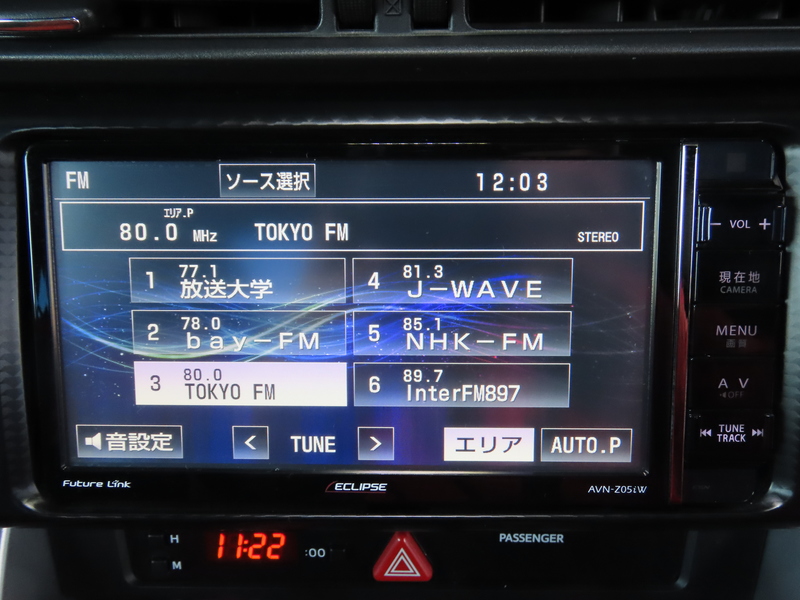 FM ソース選択 12:03
エリア.P
80.0 MHz TOKYO FM STEREO
1 77.1 放送大学
4 81.3 J-WAVE
2 78.0 bay-FM
5 85.1 NHK-FM
3 80.0 TOKYO FM
6 89.7 InterFM897
音設定 < TUNE > エリア AUTO.P
VOL +
現在地
CAMERA
MENU
画質
A V
OFF
TUNE
TRACK
Future Link ECLIPSE AVN-Z05iW
H
M
11:22 :00
PASSENGER